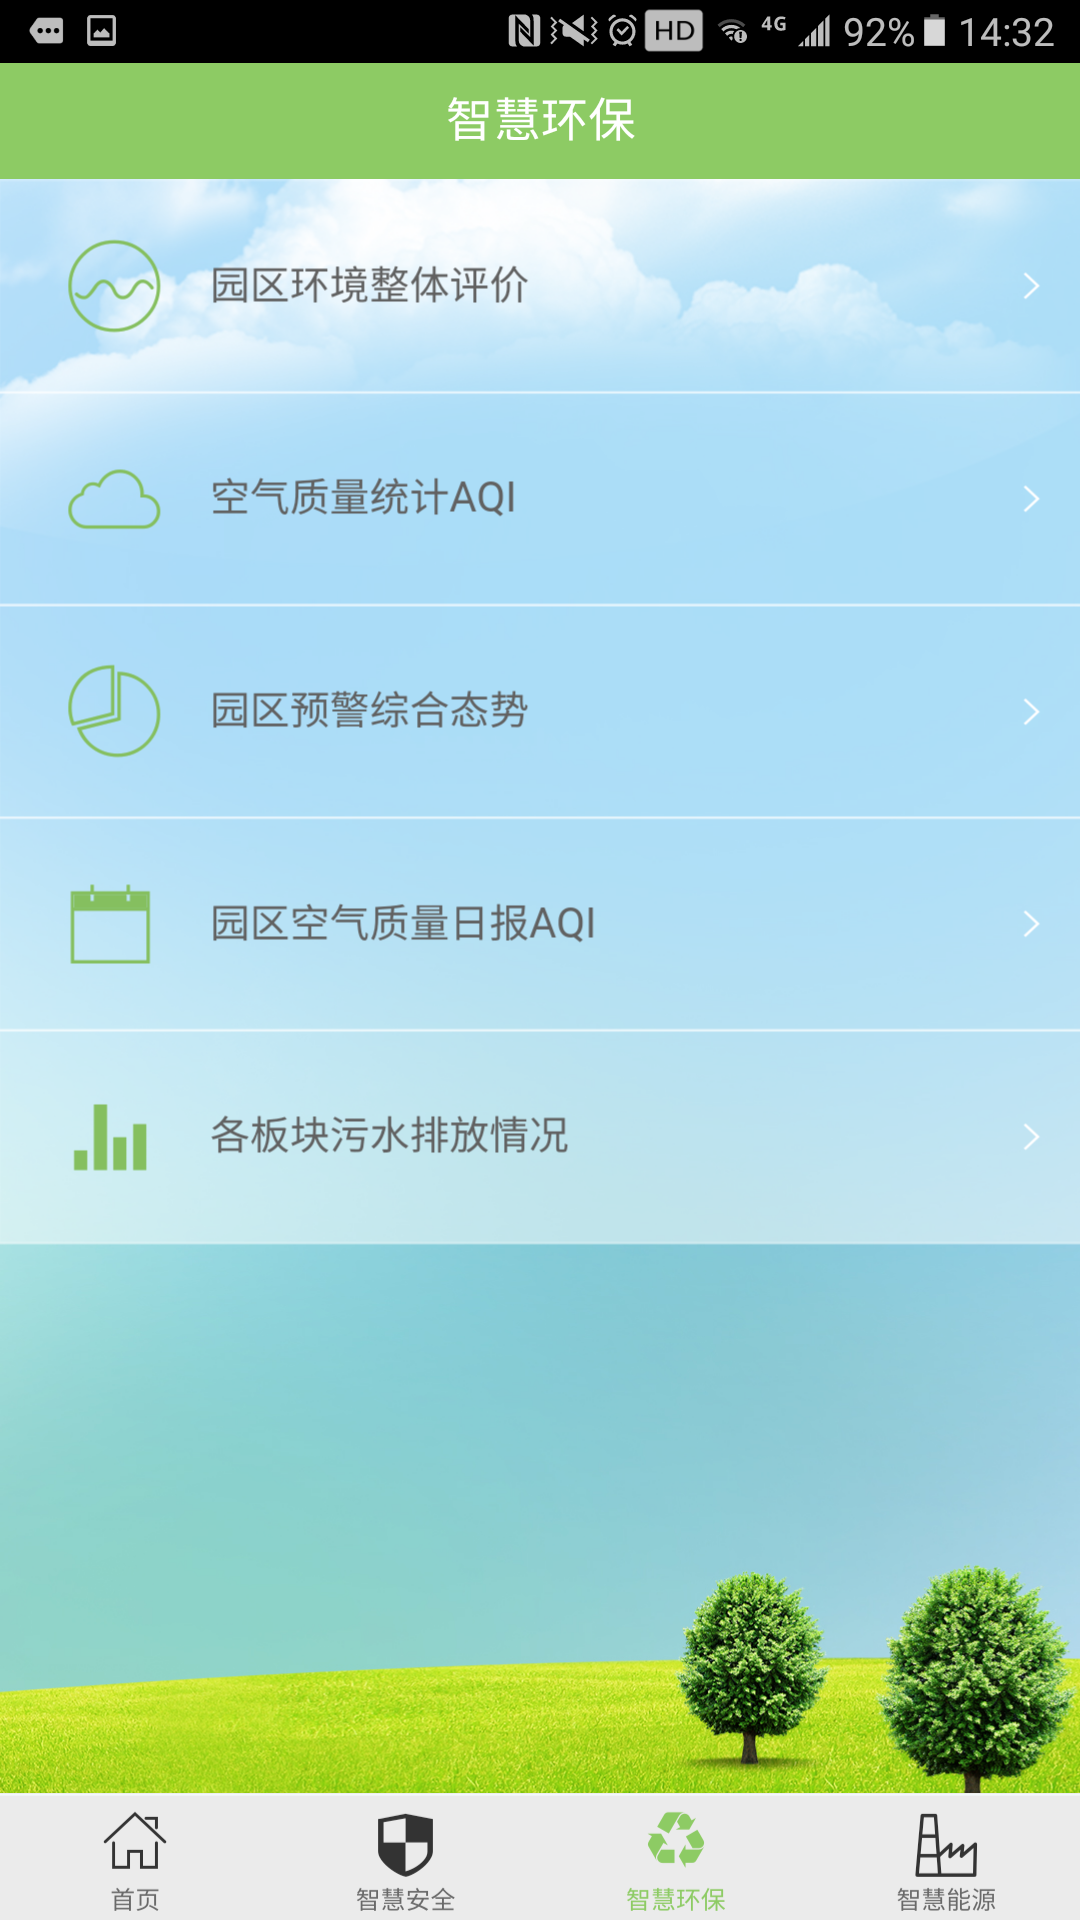 HD 4G 92% 14:32
智慧环保
园区环境整体评价
空气质量统计AQI
园区预警综合态势
园区空气质量日报AQI
各板块污水排放情况
首页 智慧安全 智慧环保 智慧能源